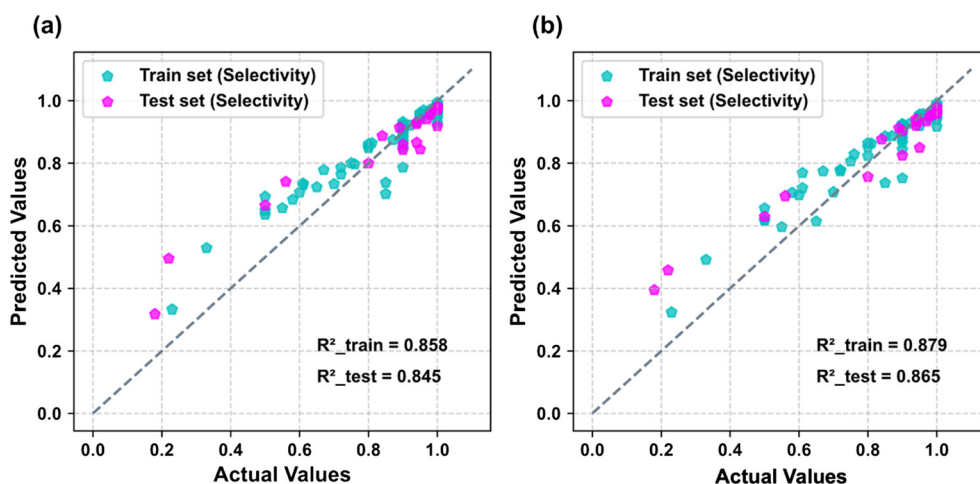 (a)
Train set (Selectivity)
Test set (Selectivity)
1.0
0.8
0.6
0.4
0.2
0.0
Predicted Values
R²_train = 0.858
R²_test = 0.845
0.0 0.2 0.4 0.6 0.8 1.0
Actual Values
(b)
Train set (Selectivity)
Test set (Selectivity)
1.0
0.8
0.6
0.4
0.2
0.0
Predicted Values
R²_train = 0.879
R²_test = 0.865
0.0 0.2 0.4 0.6 0.8 1.0
Actual Values